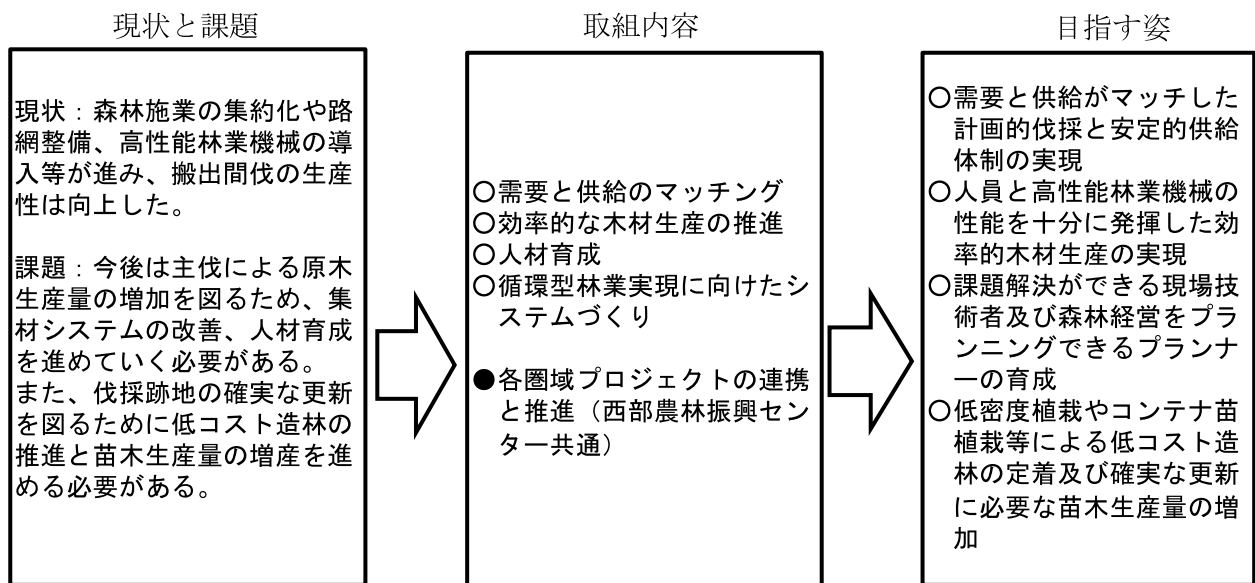 現状と課題
現状：森林施業の集約化や路
網整備、高性能林業機械の導
入等が進み、搬出間伐の生産
性は向上した。
課題：今後は主伐による原木
生産量の増加を図るため、集
材システムの改善、人材育成
を進めていく必要がある。
また、伐採跡地の確実な更新
を図るために低コスト造林の
推進と苗木生産量の増産を進
める必要がある。
取組内容
○需要と供給のマッチング
○効率的な木材生産の推進
○人材育成
○循環型林業実現に向けたシ
ステムづくり
●各圏域プロジェクトの連携
と推進（西部農林振興セン
ター共通）
目指す姿
○需要と供給がマッチした
計画的伐採と安定的供給
体制の実現
○人員と高性能林業機械の
性能を十分に発揮した効
率的木材生産の実現
○課題解決ができる現場技
術者及び森林経営をプラ
ンニングできるプランナ
ーの育成
○低密度植栽やコンテナ苗
植栽等による低コスト造
林の定着及び確実な更新
に必要な苗木生産量の増
加